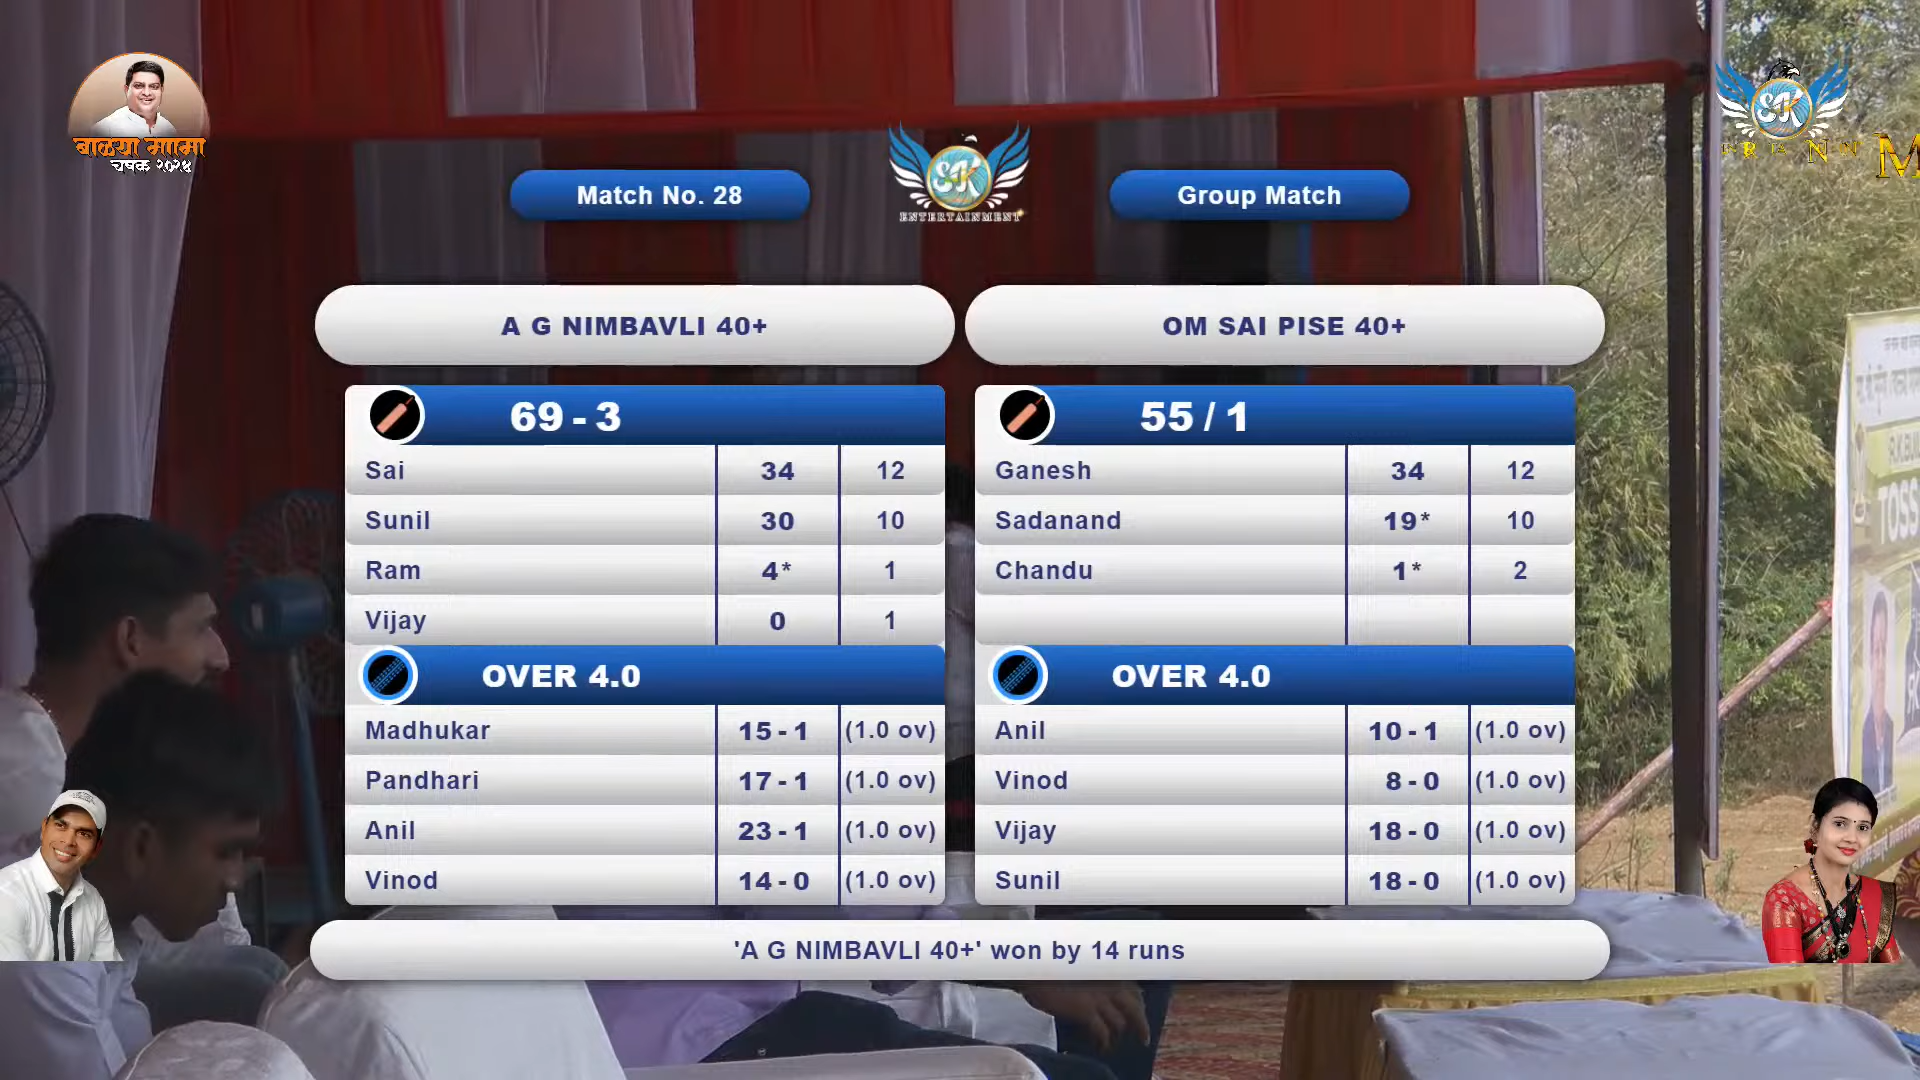 बाळ्या मामा
चषक २०२४
Match No. 28
SK
ENTERTAINMENT
Group Match
SK
A G NIMBAVLI 40+
OM SAI PISE 40+
69 - 3
Sai 34 12
Sunil 30 10
Ram 4* 1
Vijay 0 1
OVER 4.0
Madhukar 15 - 1 (1.0 ov)
Pandhari 17 - 1 (1.0 ov)
Anil 23 - 1 (1.0 ov)
Vinod 14 - 0 (1.0 ov)
55 / 1
Ganesh 34 12
Sadanand 19* 10
Chandu 1* 2
OVER 4.0
Anil 10 - 1 (1.0 ov)
Vinod 8 - 0 (1.0 ov)
Vijay 18 - 0 (1.0 ov)
Sunil 18 - 0 (1.0 ov)
'A G NIMBAVLI 40+' won by 14 runs
TOSS